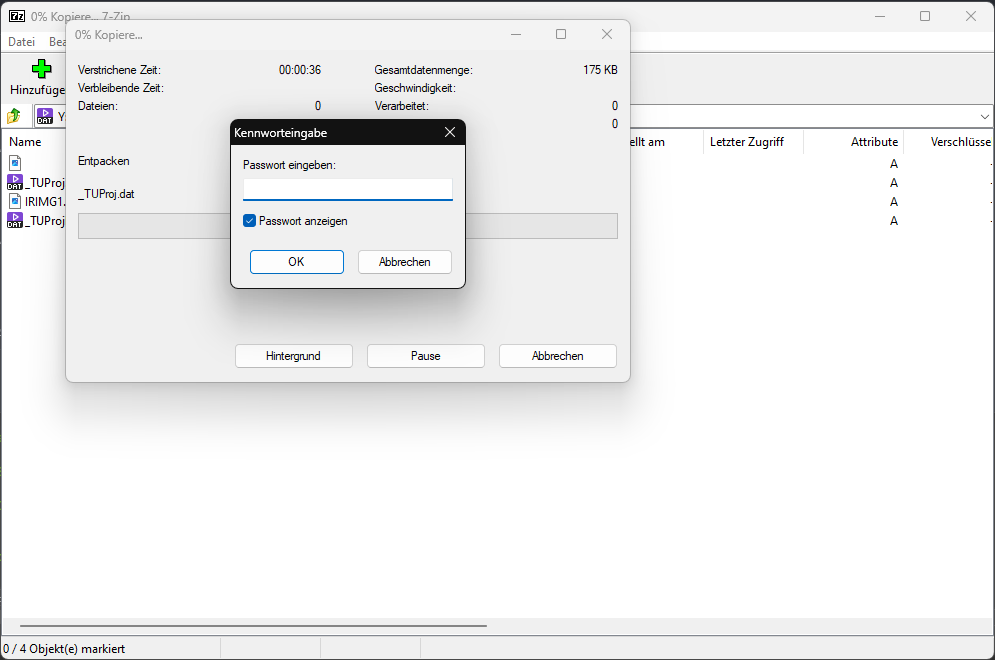 0% Kopiere... 7-Zip
Datei Bea
Hinzufüge
Y
Name ellt am Letzter Zugriff Attribute Verschlüsse
A
_TUProj A
IRIMG1. A
_TUProj A
0% Kopiere...
Verstrichene Zeit: 00:00:36 Gesamtdatenmenge: 175 KB
Verbleibende Zeit: Geschwindigkeit:
Dateien: 0 Verarbeitet: 0
0
Entpacken
_TUProj.dat
Hintergrund Pause Abbrechen
Kennworteingabe
Passwort eingeben:
Passwort anzeigen
OK Abbrechen
0 / 4 Objekt(e) markiert